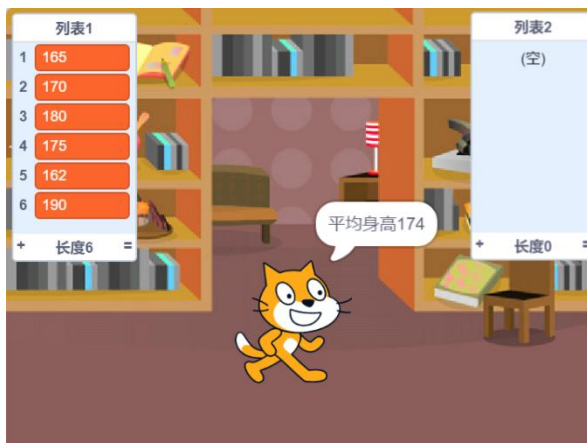 列表1
1 165
2 170
3 180
4 175
5 162
6 190
+ 长度6 =
平均身高174
列表2
(空)
+ 长度0 =